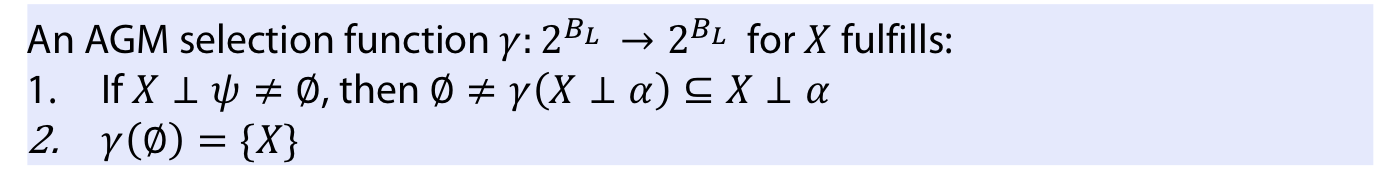 An AGM selection function γ: 2^{B_L} → 2^{B_L} for X fulfills:
1. If X ⊥ ψ ≠ ∅, then ∅ ≠ γ(X ⊥ α) ⊆ X ⊥ α
2. γ(∅) = {X}